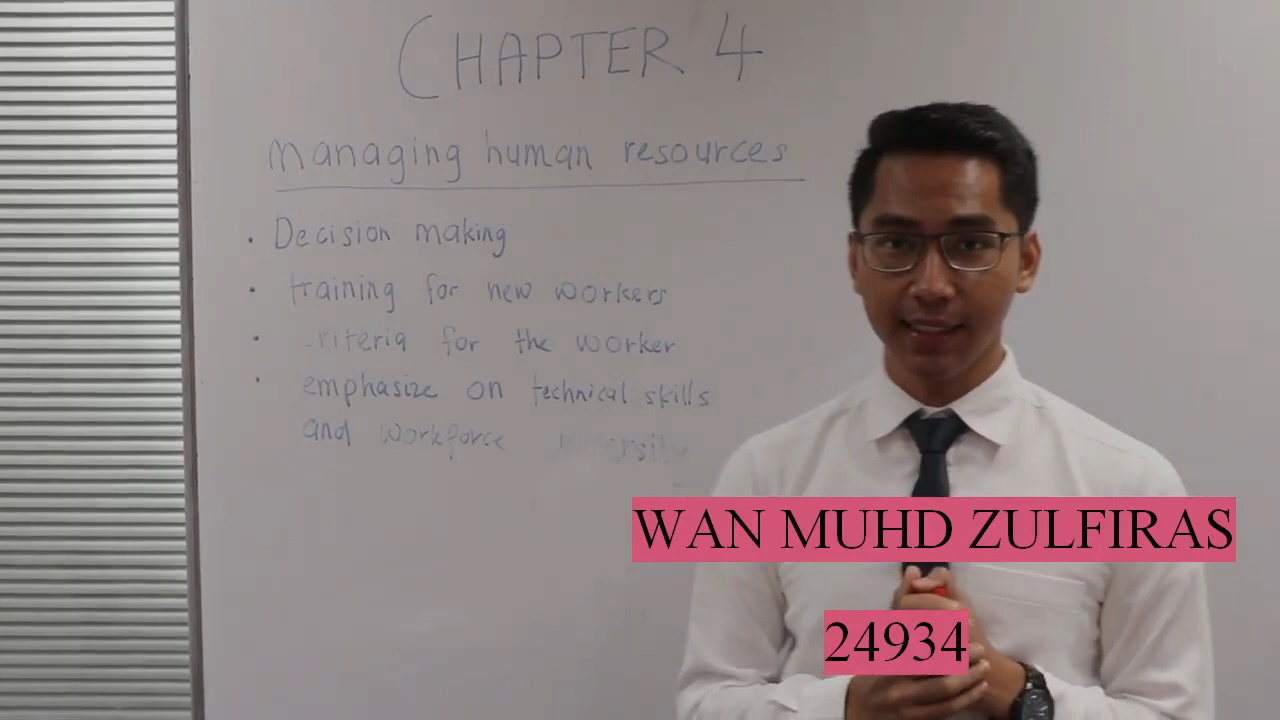 CHAPTER 4
Managing human resources
• Decision making
• training for new workers
• criteria for the worker
• emphasize on technical skills
and workforce
WAN MUHD ZULFIRAS
24934